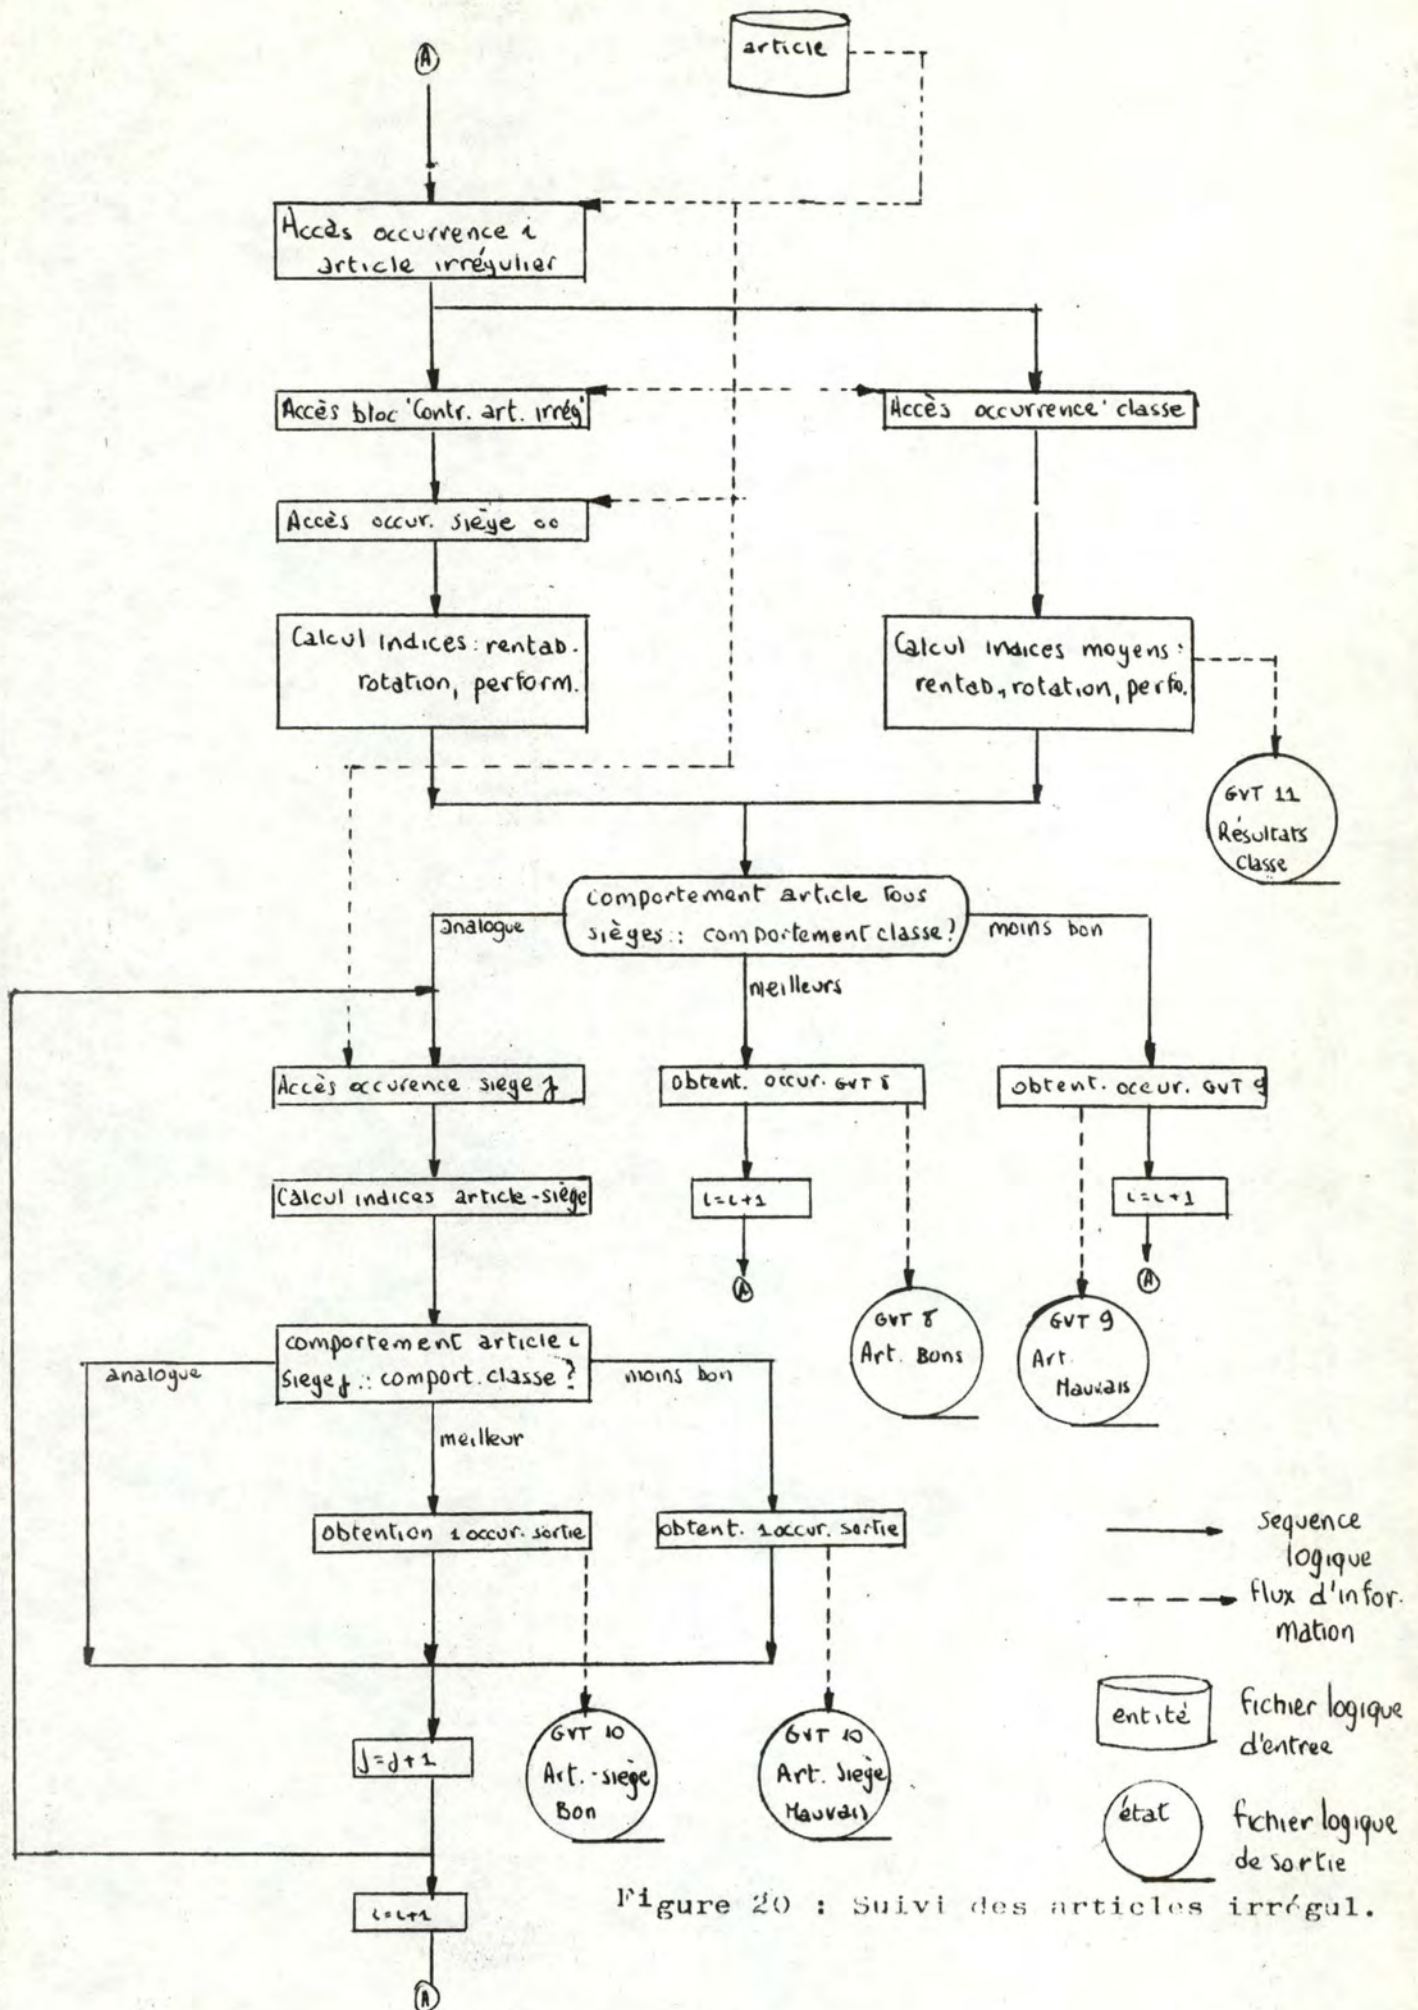 A
article
Accès occurrence i
article irrégulier
Accès bloc 'Contr. art. irrég'
Accès occurrence classe
Accès occur. siège 00
Calcul indices : rentab.
rotation, perform.
Calcul indices moyens :
rentab, rotation, perfo.
GVT 11
Résultats
Classe
comportement article tous
sièges :: comportement classe ?
analogue
moins bon
meilleurs
Accès occurence siege j
obtent. occur. GVT 8
obtent. occur. GVT 9
Calcul indices article-siège
i=i+1
i=i+1
A
A
GVT 8
Art. Bons
GVT 9
Art.
Mauvais
comportement article i
siege j :: comport. classe ?
analogue
moins bon
meilleur
obtention 1 occur. sortie
obtent. 1 occur. sortie
sequence
logique
flux d'infor-
mation
GVT 10
Art.-siège
Bon
GVT 10
Art. Siège
Mauvais
j=j+1
entité
fichier logique
d'entree
état
fichier logique
de sortie
i=i+1
A
Figure 20 : Suivi des articles irrégul.